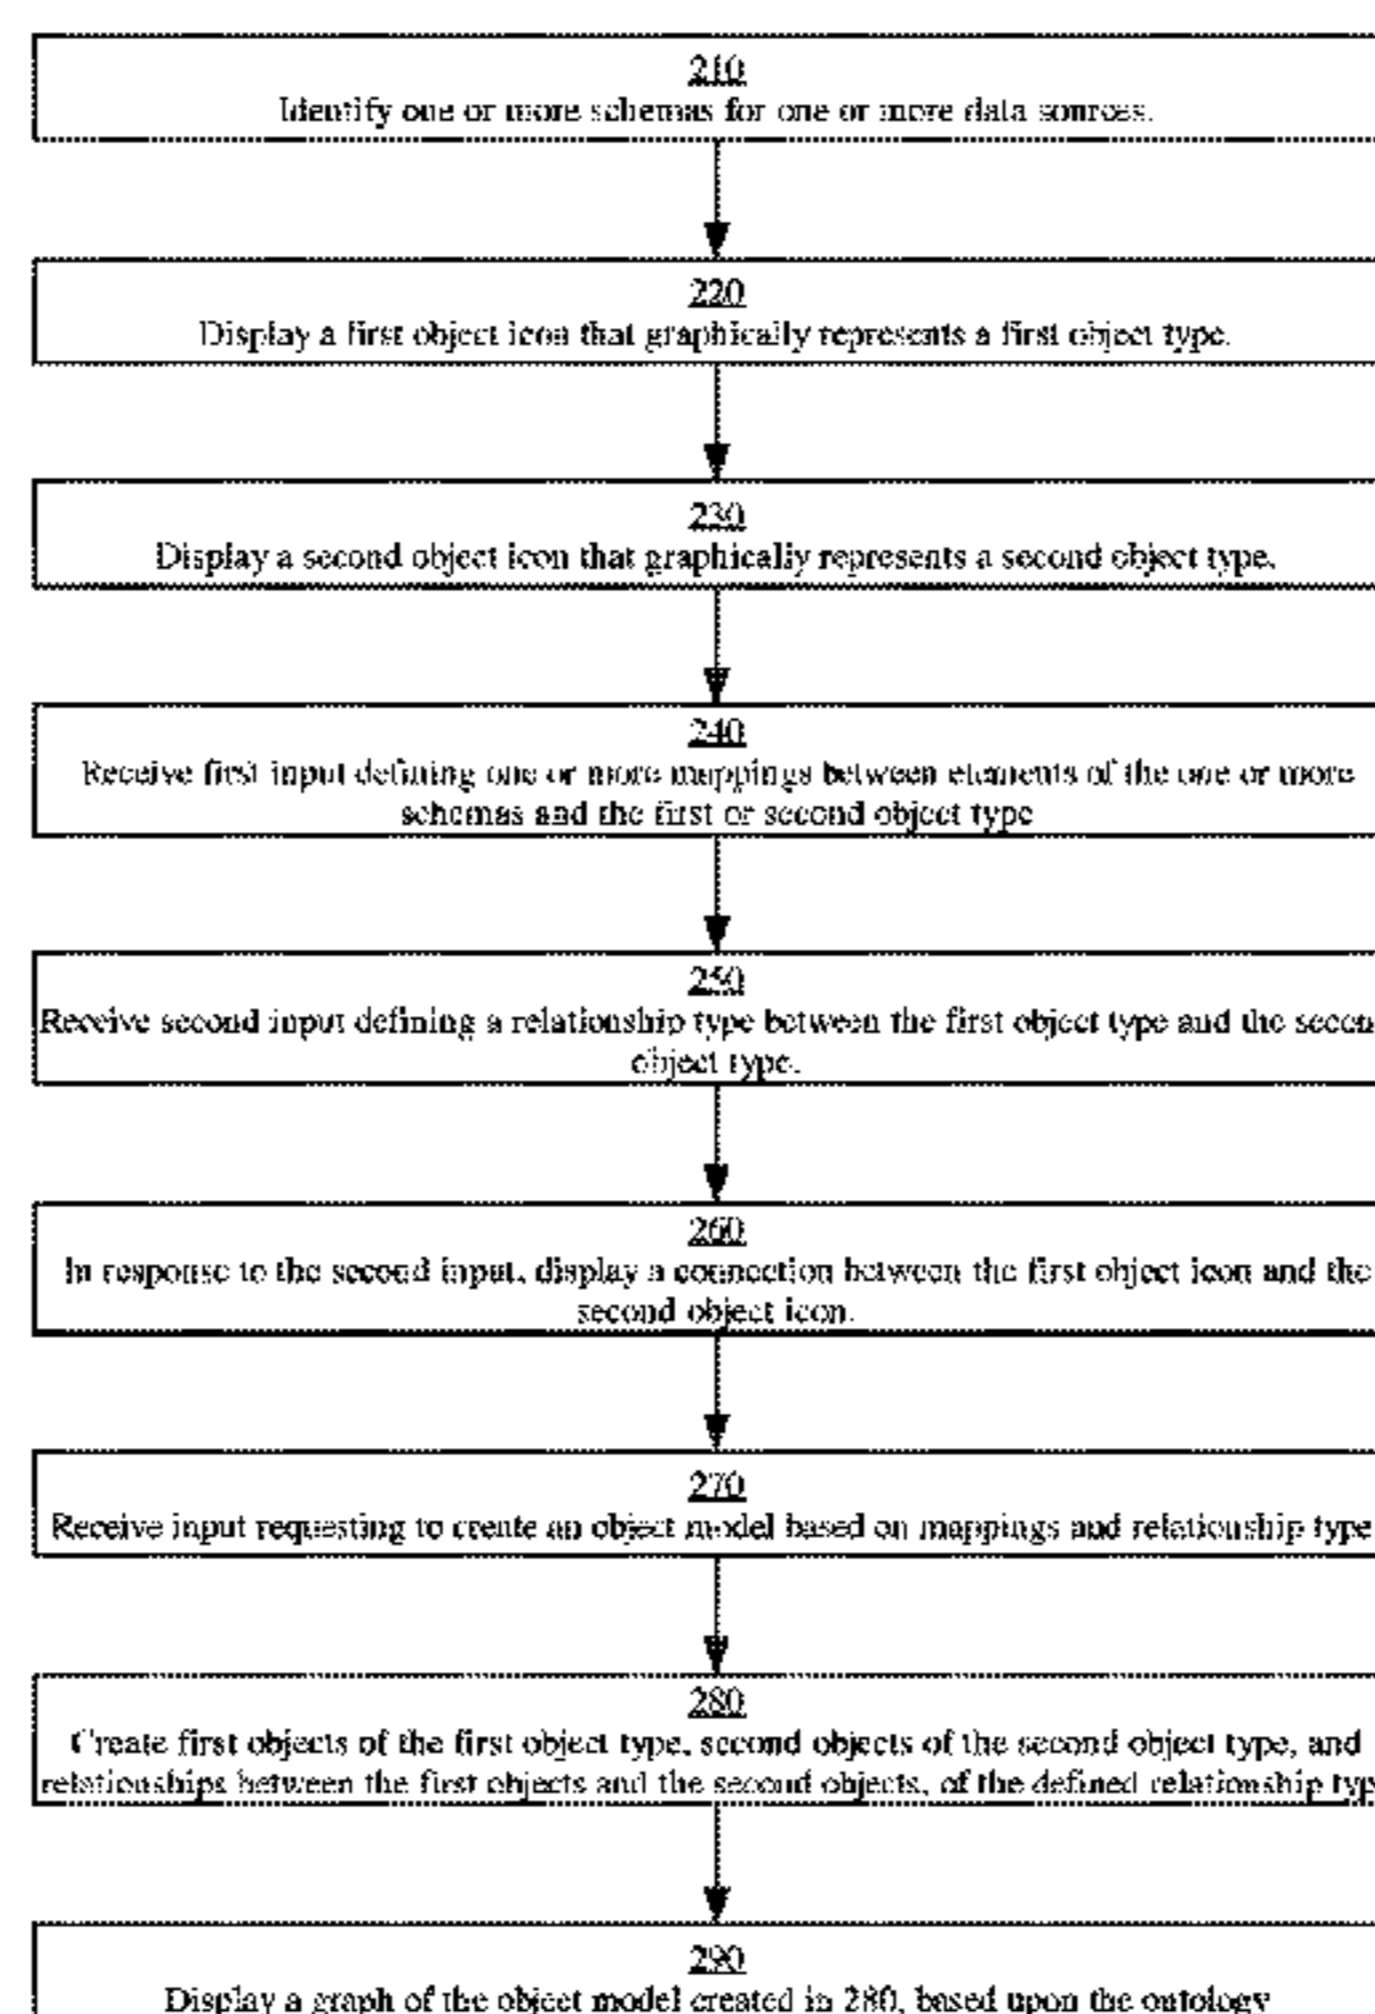 210
Identify one or more schemas for one or more data sources.
220
Display a first object icon that graphically represents a first object type.
230
Display a second object icon that graphically represents a second object type.
240
Receive first input defining one or more mappings between elements of the one or more
schemas and the first or second object type
250
Receive second input defining a relationship type between the first object type and the secon
object type.
260
In response to the second input, display a connection between the first object icon and the
second object icon.
270
Receive input requesting to create an object model based on mappings and relationship type
280
Create first objects of the first object type, second objects of the second object type, and
relationships between the first objects and the second objects, of the defined relationship typ
290
Display a graph of the object model created in 280, based upon the ontology